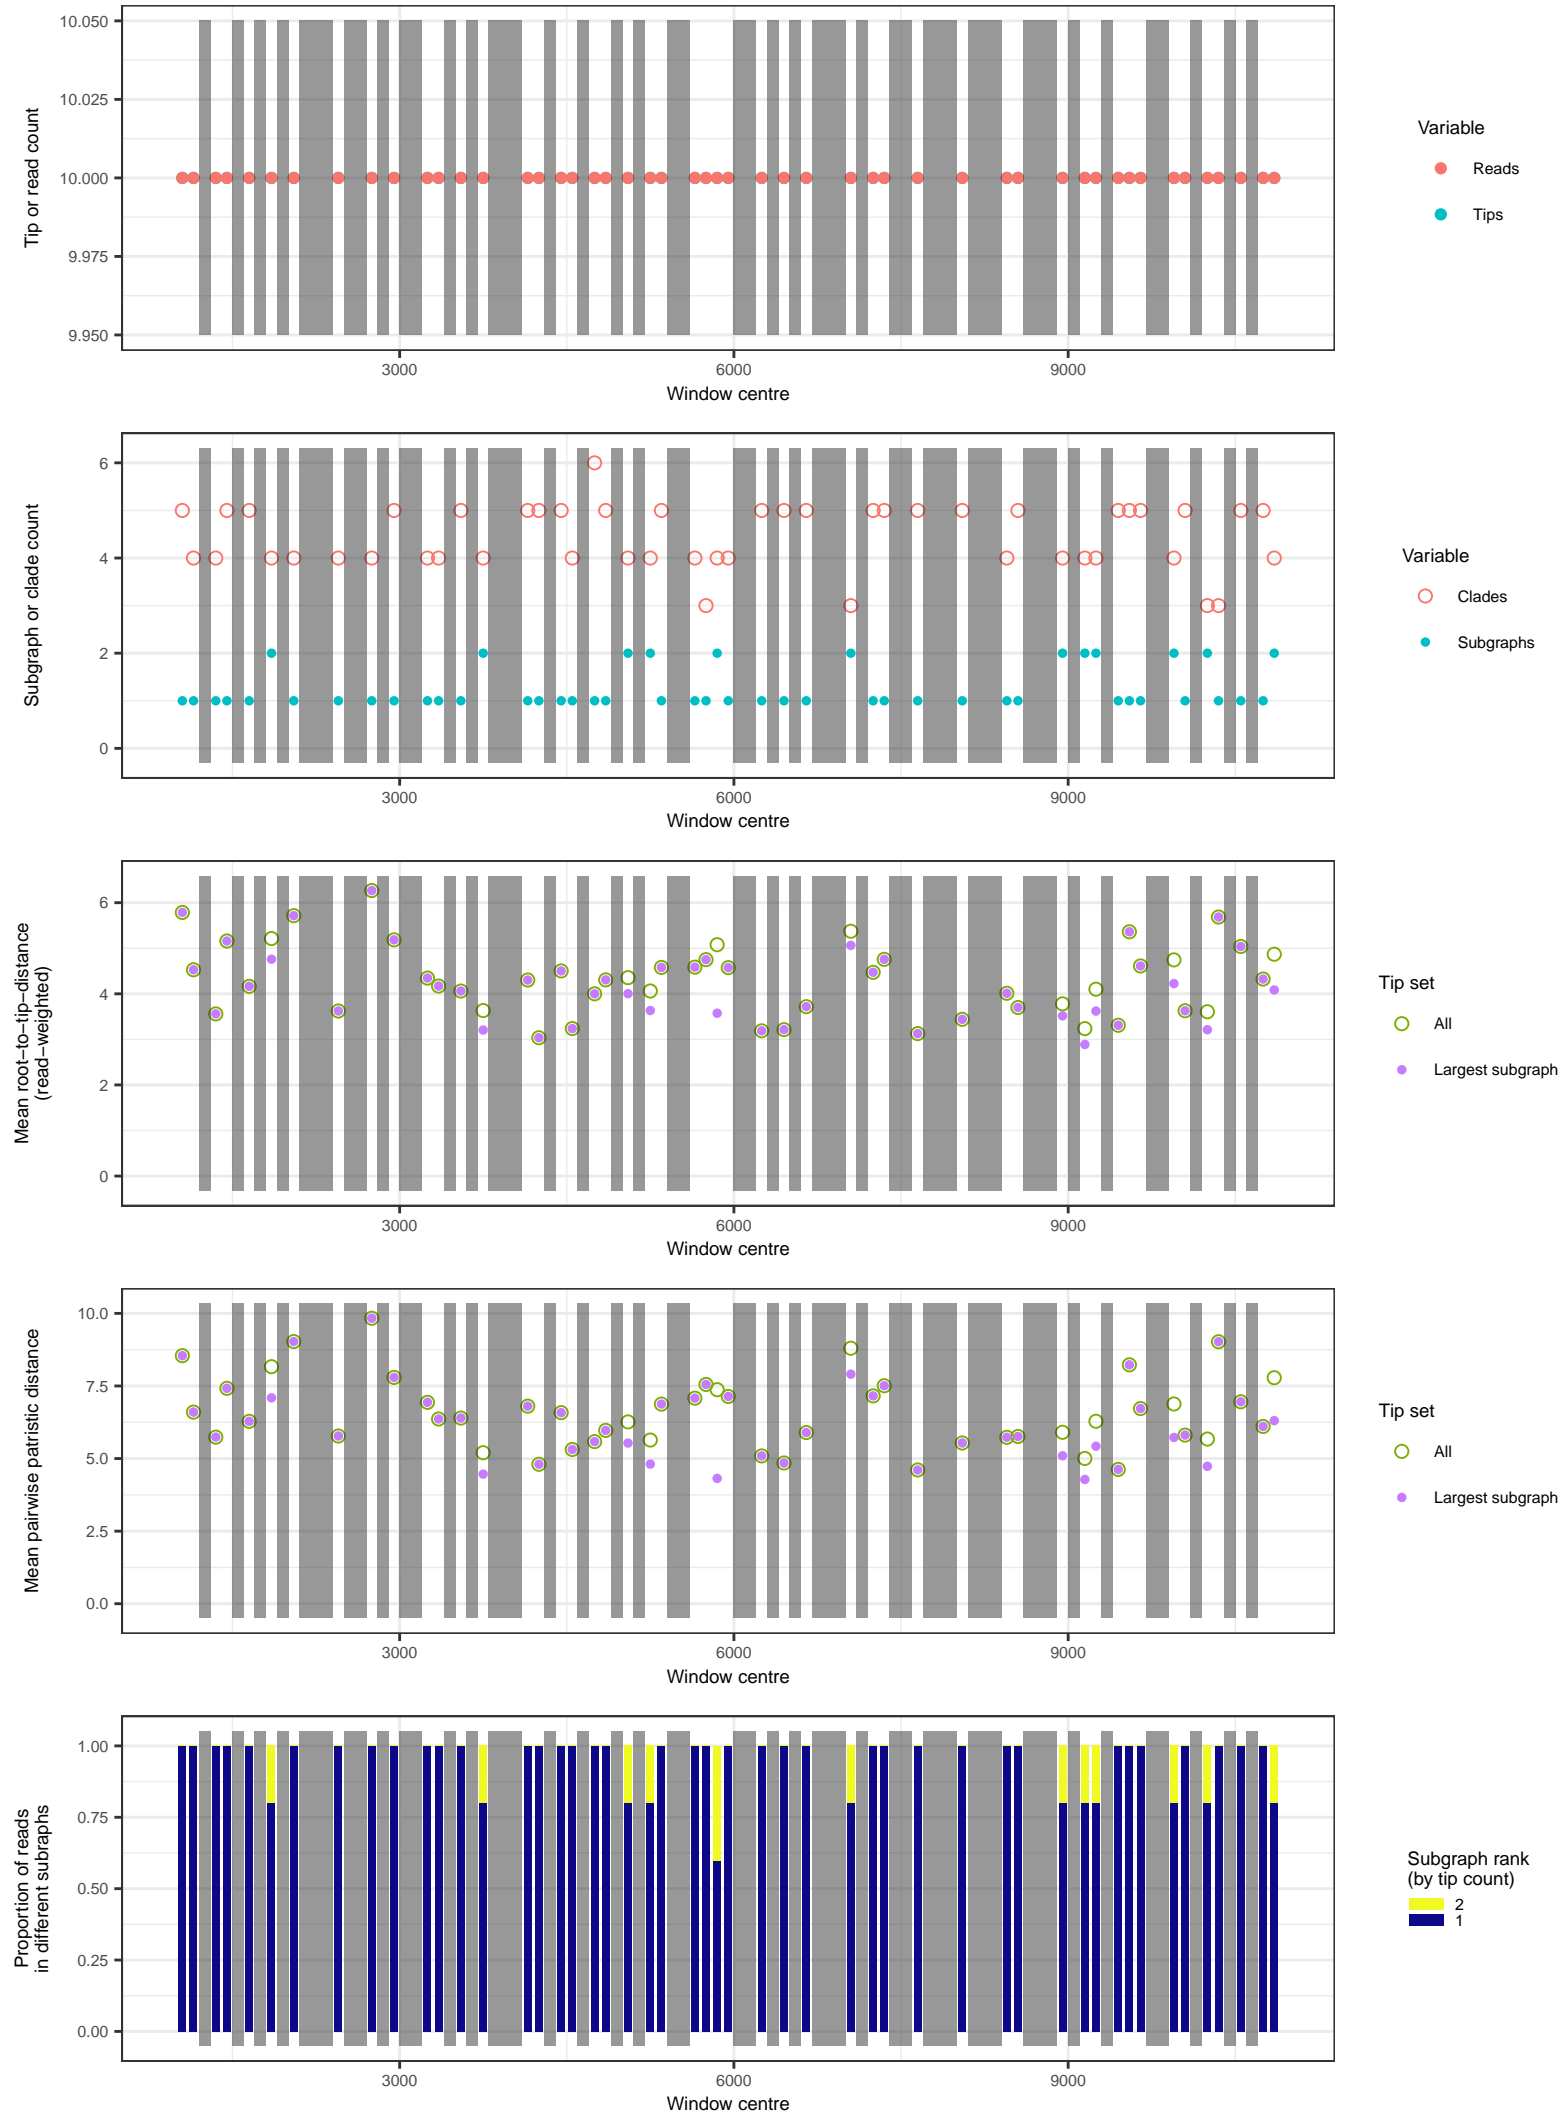 10.050
10.025
10.000
9.975
9.950
Tip or read count
3000
6000
9000
Window centre
Variable
Reads
Tips
6
4
2
0
Subgraph or clade count
3000
6000
9000
Window centre
Variable
Clades
Subgraphs
6
4
2
0
Mean root−to−tip−distance
(read−weighted)
3000
6000
9000
Window centre
Tip set
All
Largest subgraph
10.0
7.5
5.0
2.5
0.0
Mean pairwise patristic distance
3000
6000
9000
Window centre
Tip set
All
Largest subgraph
1.00
0.75
0.50
0.25
0.00
Proportion of reads
in different subraphs
3000
6000
9000
Window centre
Subgraph rank
(by tip count)
2
1